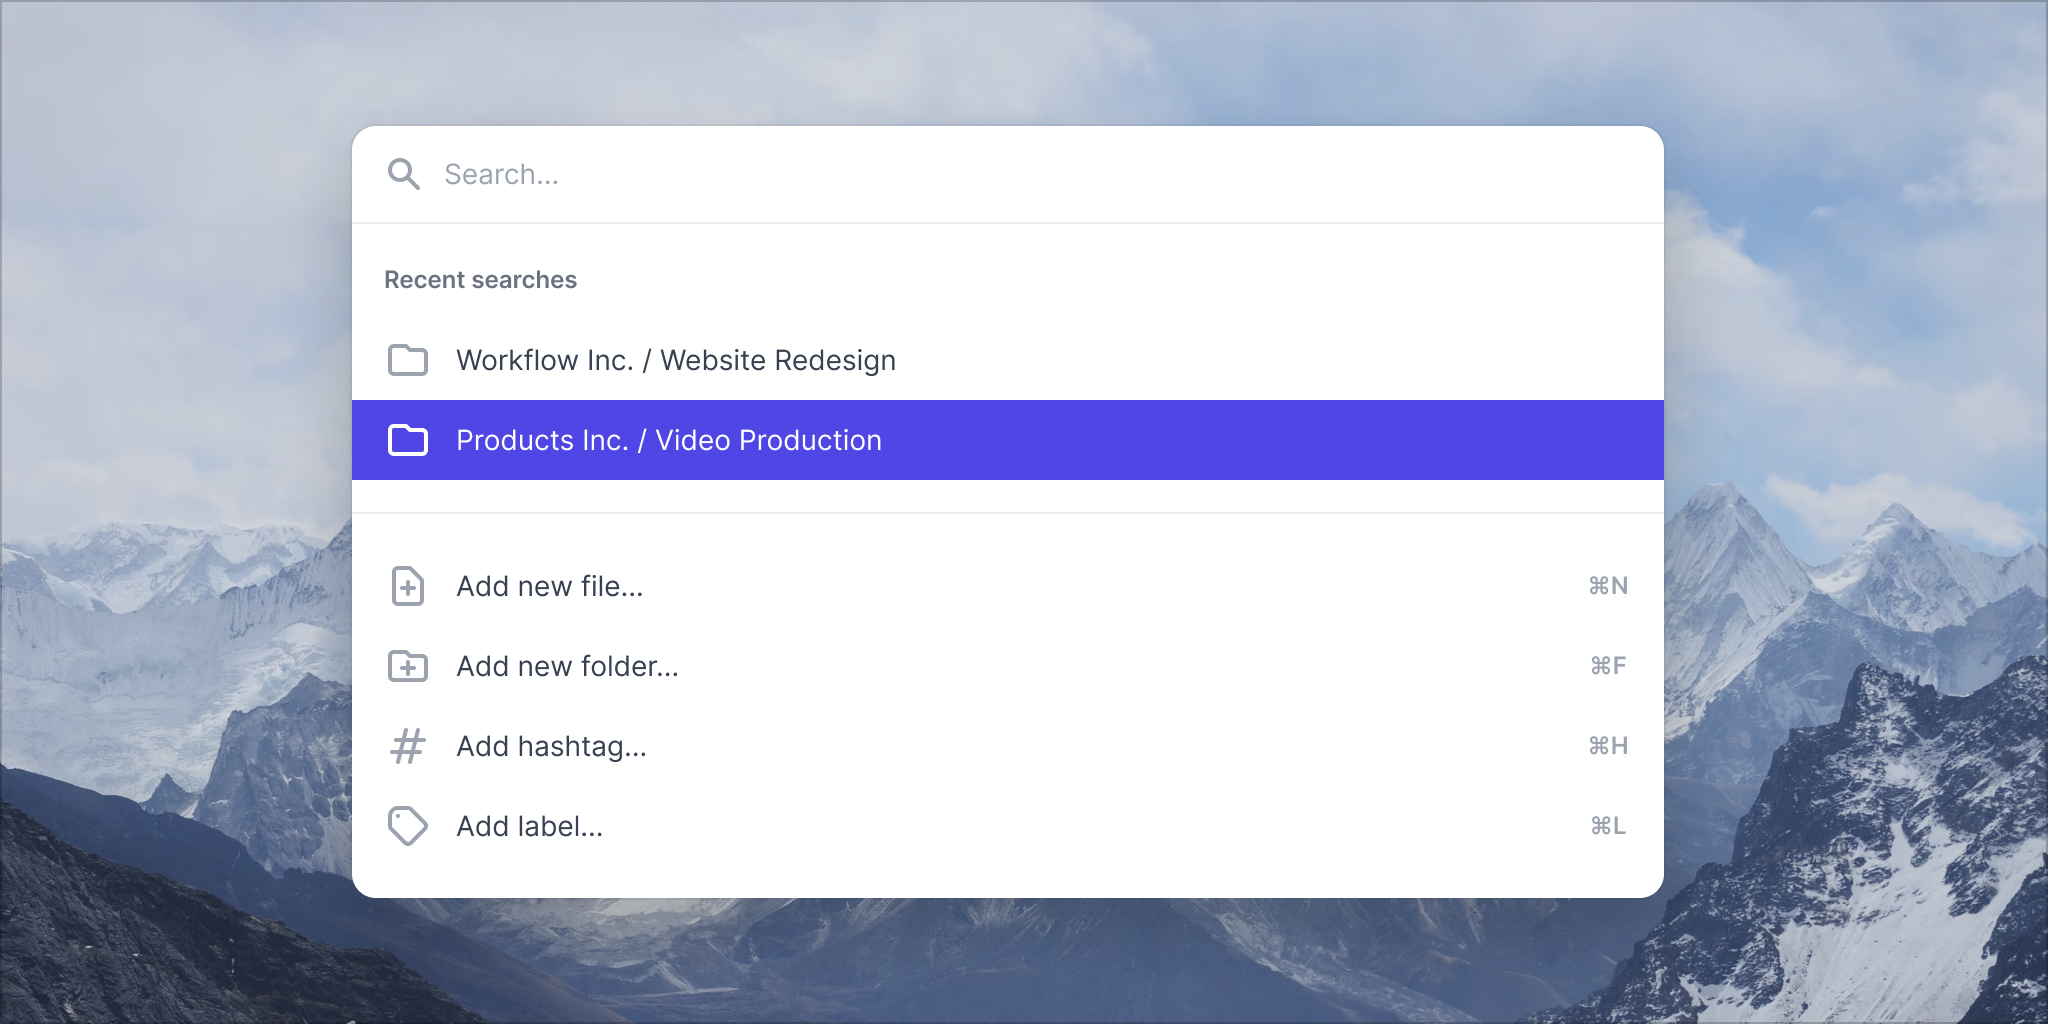 Search...
Recent searches
Workflow Inc. / Website Redesign
Products Inc. / Video Production
Add new file... ⌘N
Add new folder... ⌘F
Add hashtag... ⌘H
Add label... ⌘L